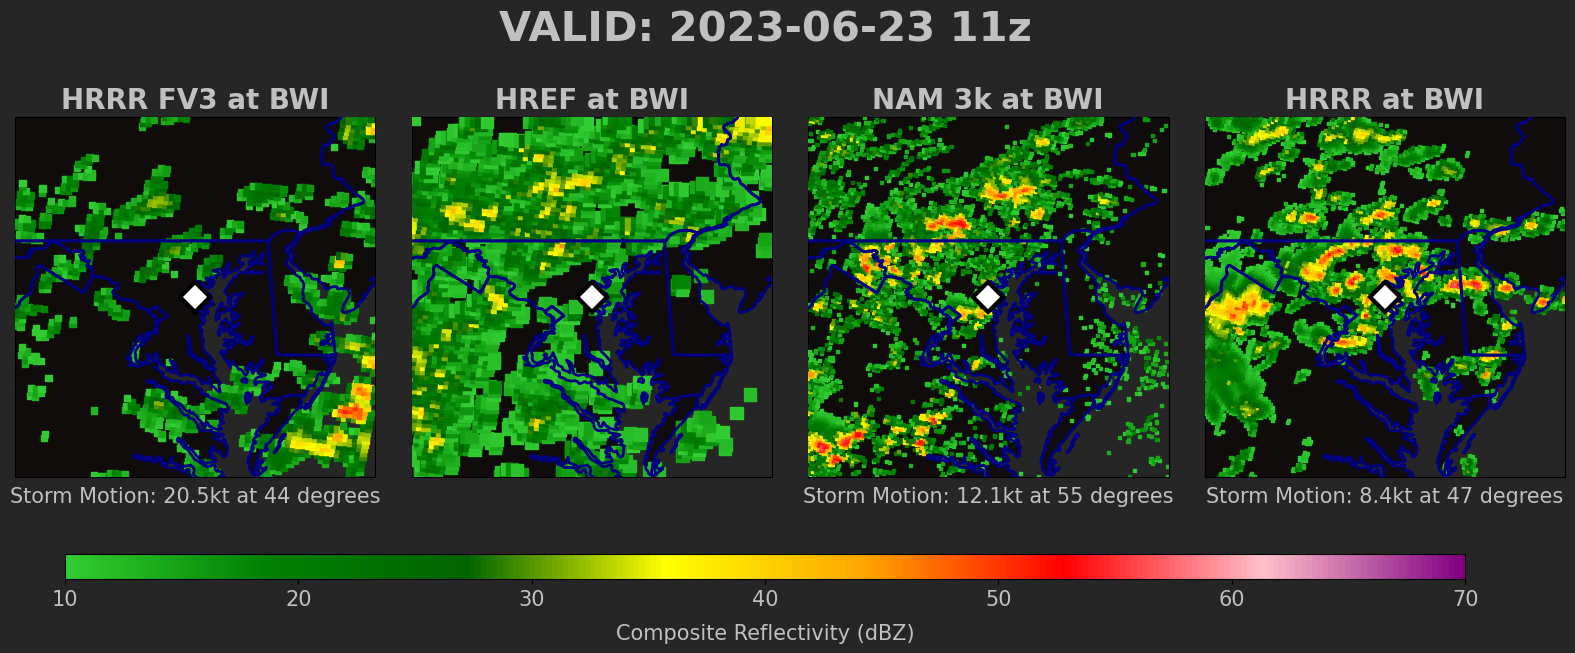 VALID: 2023-06-23 11z
HRRR FV3 at BWI
HREF at BWI
NAM 3k at BWI
HRRR at BWI
Storm Motion: 20.5kt at 44 degrees
Storm Motion: 12.1kt at 55 degrees
Storm Motion: 8.4kt at 47 degrees
10 20 30 40 50 60 70
Composite Reflectivity (dBZ)